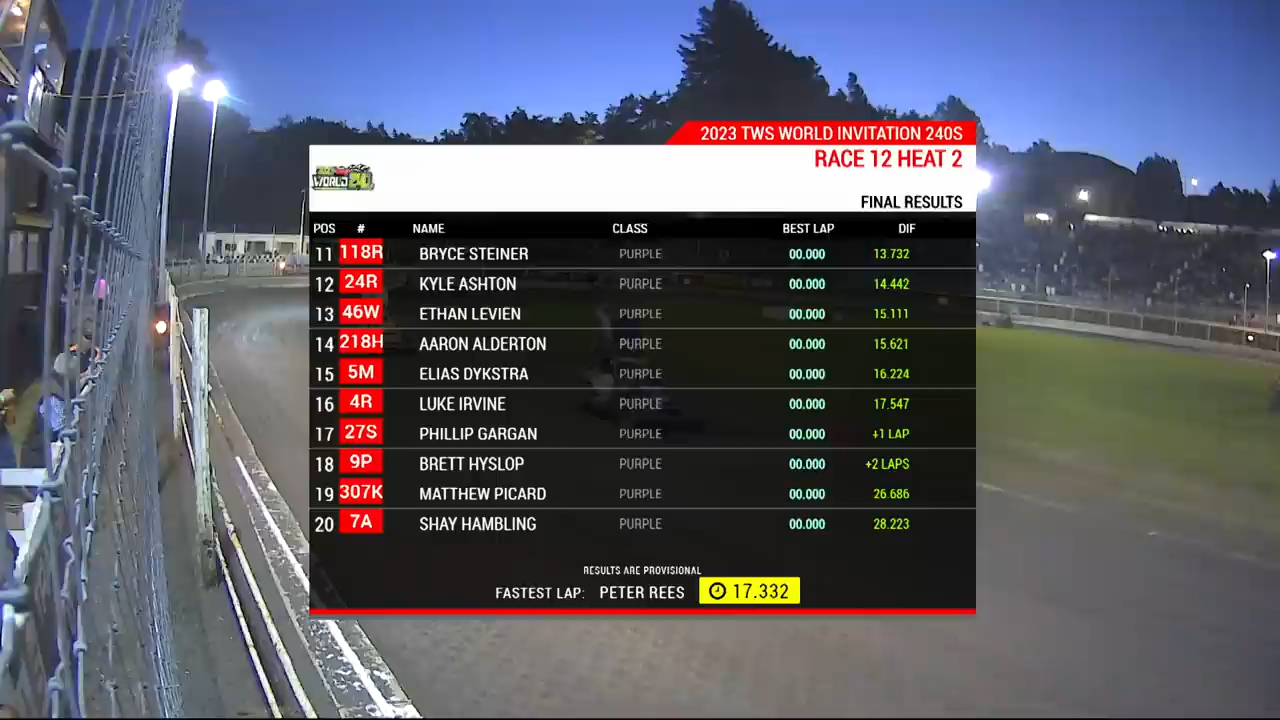 2023 TWS WORLD INVITATION 240S
RACE 12 HEAT 2
WORLD 240
FINAL RESULTS
POS # NAME CLASS BEST LAP DIF
11 118R BRYCE STEINER PURPLE 00.000 13.732
12 24R KYLE ASHTON PURPLE 00.000 14.442
13 46W ETHAN LEVIEN PURPLE 00.000 15.111
14 218H AARON ALDERTON PURPLE 00.000 15.621
15 5M ELIAS DYKSTRA PURPLE 00.000 16.224
16 4R LUKE IRVINE PURPLE 00.000 17.547
17 27S PHILLIP GARGAN PURPLE 00.000 +1 LAP
18 9P BRETT HYSLOP PURPLE 00.000 +2 LAPS
19 307K MATTHEW PICARD PURPLE 00.000 26.686
20 7A SHAY HAMBLING PURPLE 00.000 28.223
RESULTS ARE PROVISIONAL
FASTEST LAP: PETER REES 17.332